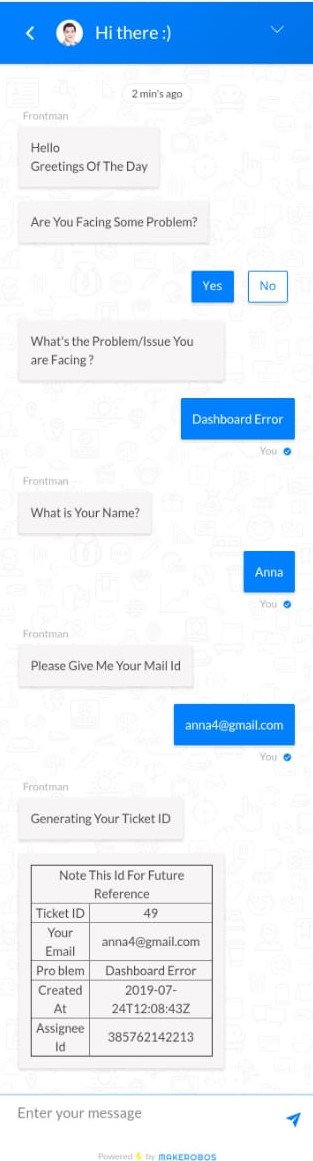 Hi there :)
2 min's ago
Frontman
Hello
Greetings Of The Day
Are You Facing Some Problem?
Yes No
What's the Problem/Issue You
are Facing ?
Dashboard Error
You
Frontman
What is Your Name?
Anna
You
Frontman
Please Give Me Your Mail Id
anna4@gmail.com
You
Frontman
Generating Your Ticket ID
Note This Id For Future
Reference
Ticket ID 49
Your
Email
anna4@gmail.com
Pro blem Dashboard Error
Created
At
2019-07-
24T12:08:43Z
Assignee
Id
385762142213
Enter your message
Powered by MAKEROBOS